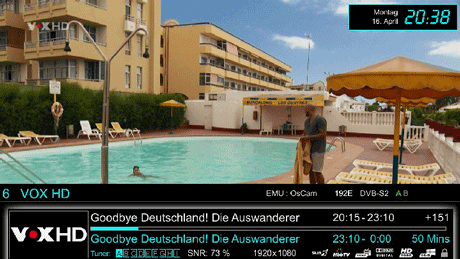 VOX HD
Montag
16. April
20:38
6 VOX HD
EMU : OsCam
192E
DVB-S2
A B
VOXHD
Goodbye Deutschland! Die Auswanderer
20:15 - 23:10
+151
Goodbye Deutschland! Die Auswanderer
23:10 - 0:00
50 Mins
Tuner: A B C D E F G H I
SNR: 73 %
1920x1080
HD